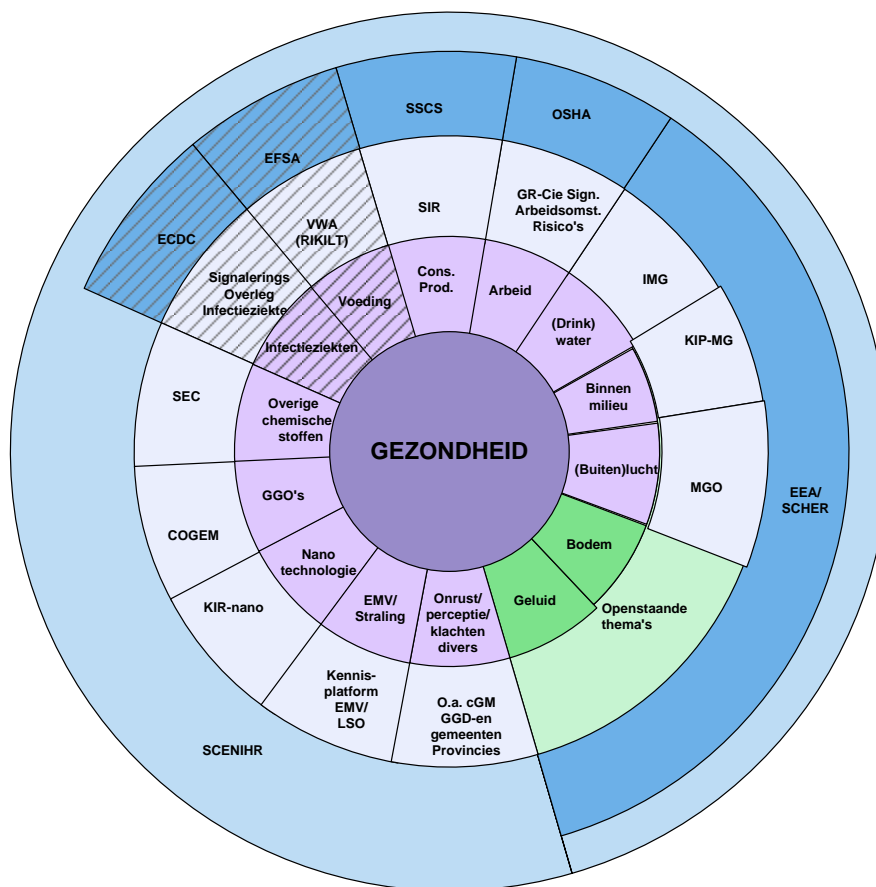 SSCS
OSHA
EFSA
ECDC
SIR
GR-Cie Sign.
Arbeidsomst.
Risico's
VWA
(RIKILT)
Signalerings
Overleg
Infectieziekte
IMG
KIP-MG
MGO
EEA/
SCHER
Cons.
Prod.
Arbeid
(Drink)
water
Voeding
Infectieziekten
Binnen
milieu
(Buiten)lucht
SEC
Overige
chemische
stoffen
GEZONDHEID
GGO's
COGEM
Bodem
Nano
technologie
Geluid
Openstaande
thema's
KIR-nano
EMV/
Straling
Onrust/
perceptie/
klachten
divers
Kennis-
platform
EMV/
LSO
O.a. cGM
GGD-en
gemeenten
Provincies
SCENIHR